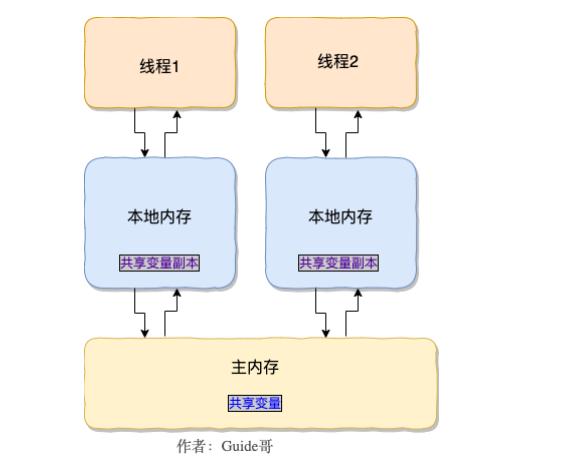 线程1
线程2
本地内存
本地内存
共享变量副本
共享变量副本
主内存
共享变量
作者：Guide哥